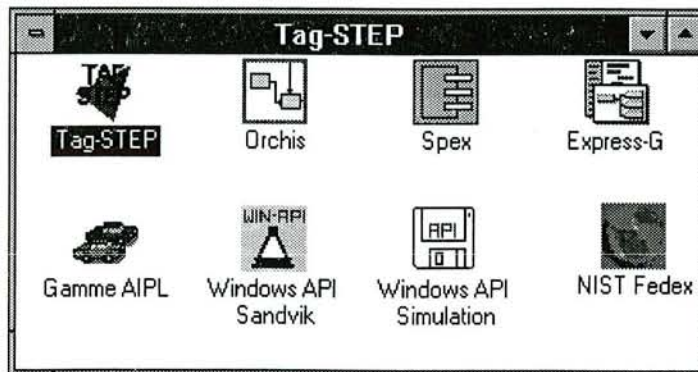 Tag-STEP
TAG
STEP
Tag-STEP
Orchis
Spex
Express-G
WIN-API
API
Gamme AIPL
Windows API
Sandvik
Windows API
Simulation
NIST Fedex